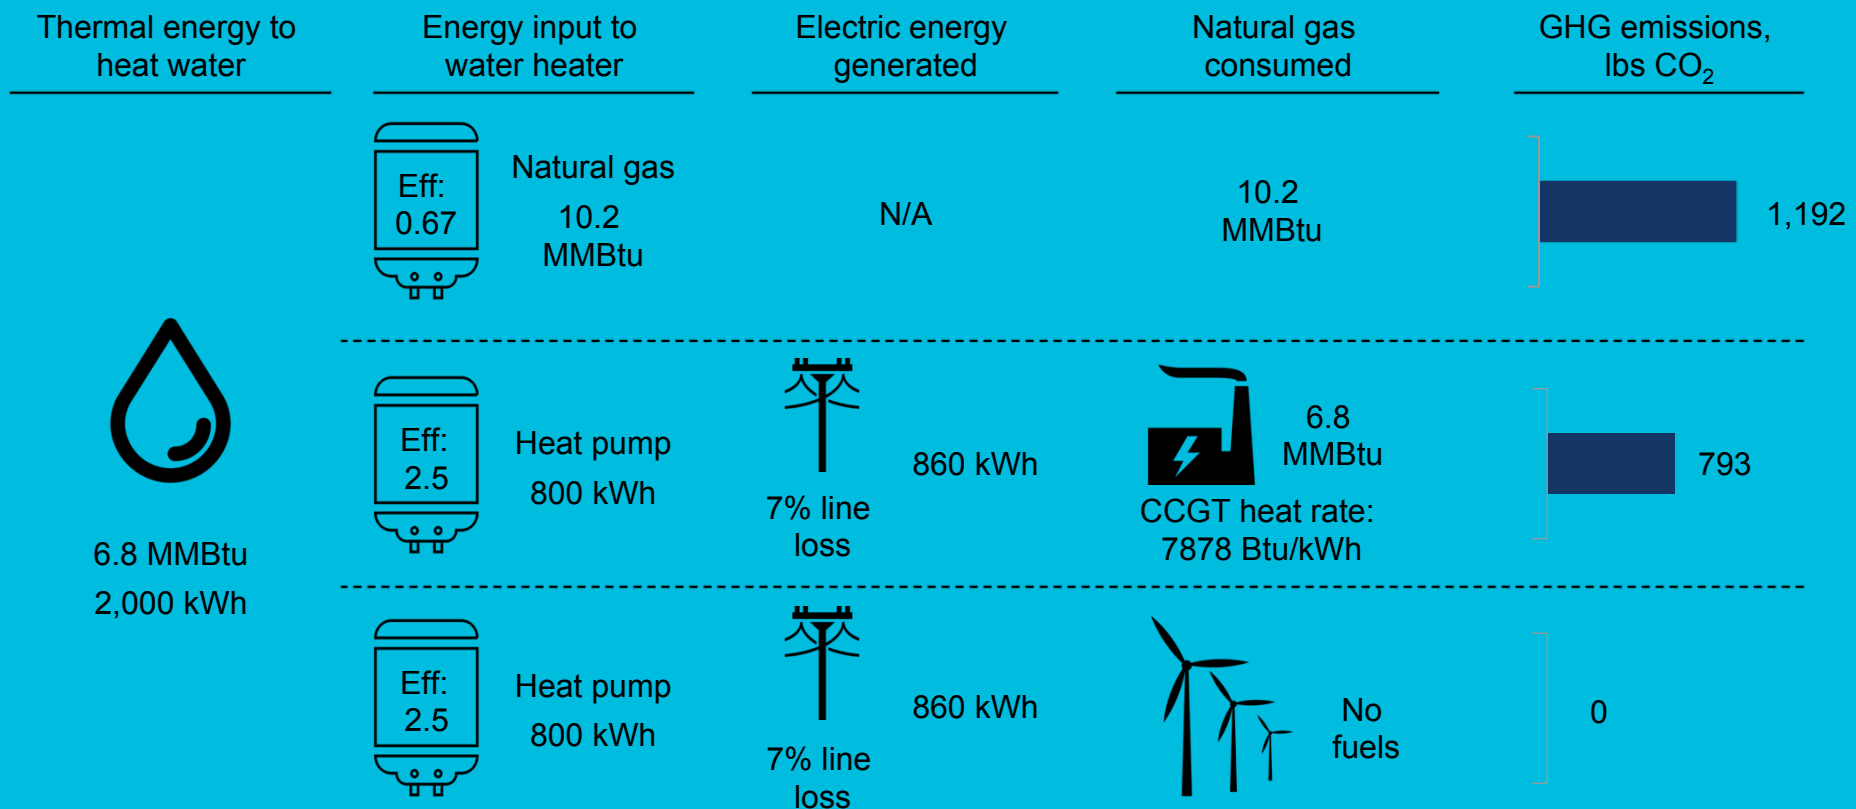 Thermal energy to
heat water
Energy input to
water heater
Electric energy
generated
Natural gas
consumed
GHG emissions,
lbs CO₂
6.8 MMBtu
2,000 kWh
Eff:
0.67
Natural gas
10.2
MMBtu
N/A
10.2
MMBtu
1,192
Eff:
2.5
Heat pump
800 kWh
7% line
loss
860 kWh
6.8
MMBtu
CCGT heat rate:
7878 Btu/kWh
793
Eff:
2.5
Heat pump
800 kWh
7% line
loss
860 kWh
No
fuels
0